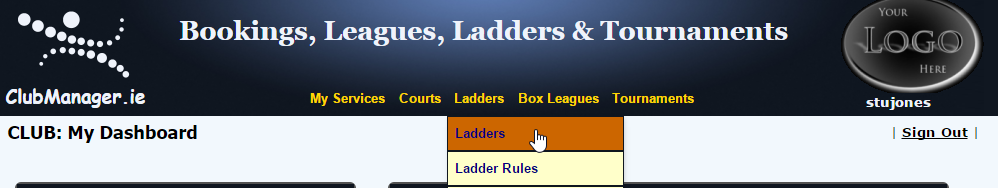 Bookings, Leagues, Ladders & Tournaments
YOUR
LOGO
HERE
ClubManager.ie
My Services Courts Ladders Box Leagues Tournaments
stujones
CLUB: My Dashboard
| Sign Out |
Ladders
Ladder Rules